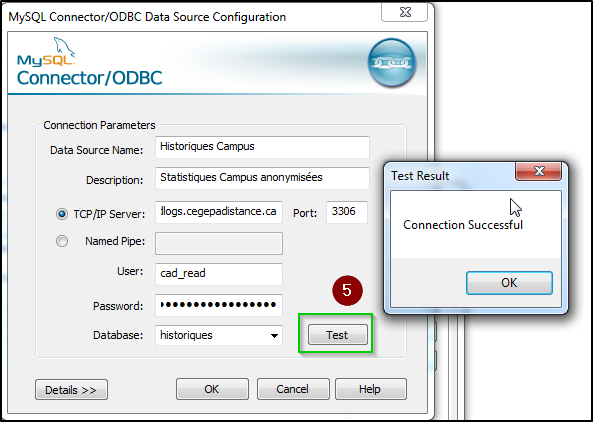 MySQL Connector/ODBC Data Source Configuration
MySQL
Connector/ODBC
Connection Parameters
Data Source Name: Historiques Campus
Description: Statistiques Campus anonymisées
TCP/IP Server: dlogs.cegepadistance.ca Port: 3306
Named Pipe:
User: cad_read
Password: ••••••••••••••••
Database: historiques
5
Test
Details >>
OK
Cancel
Help
Test Result
Connection Successful
OK